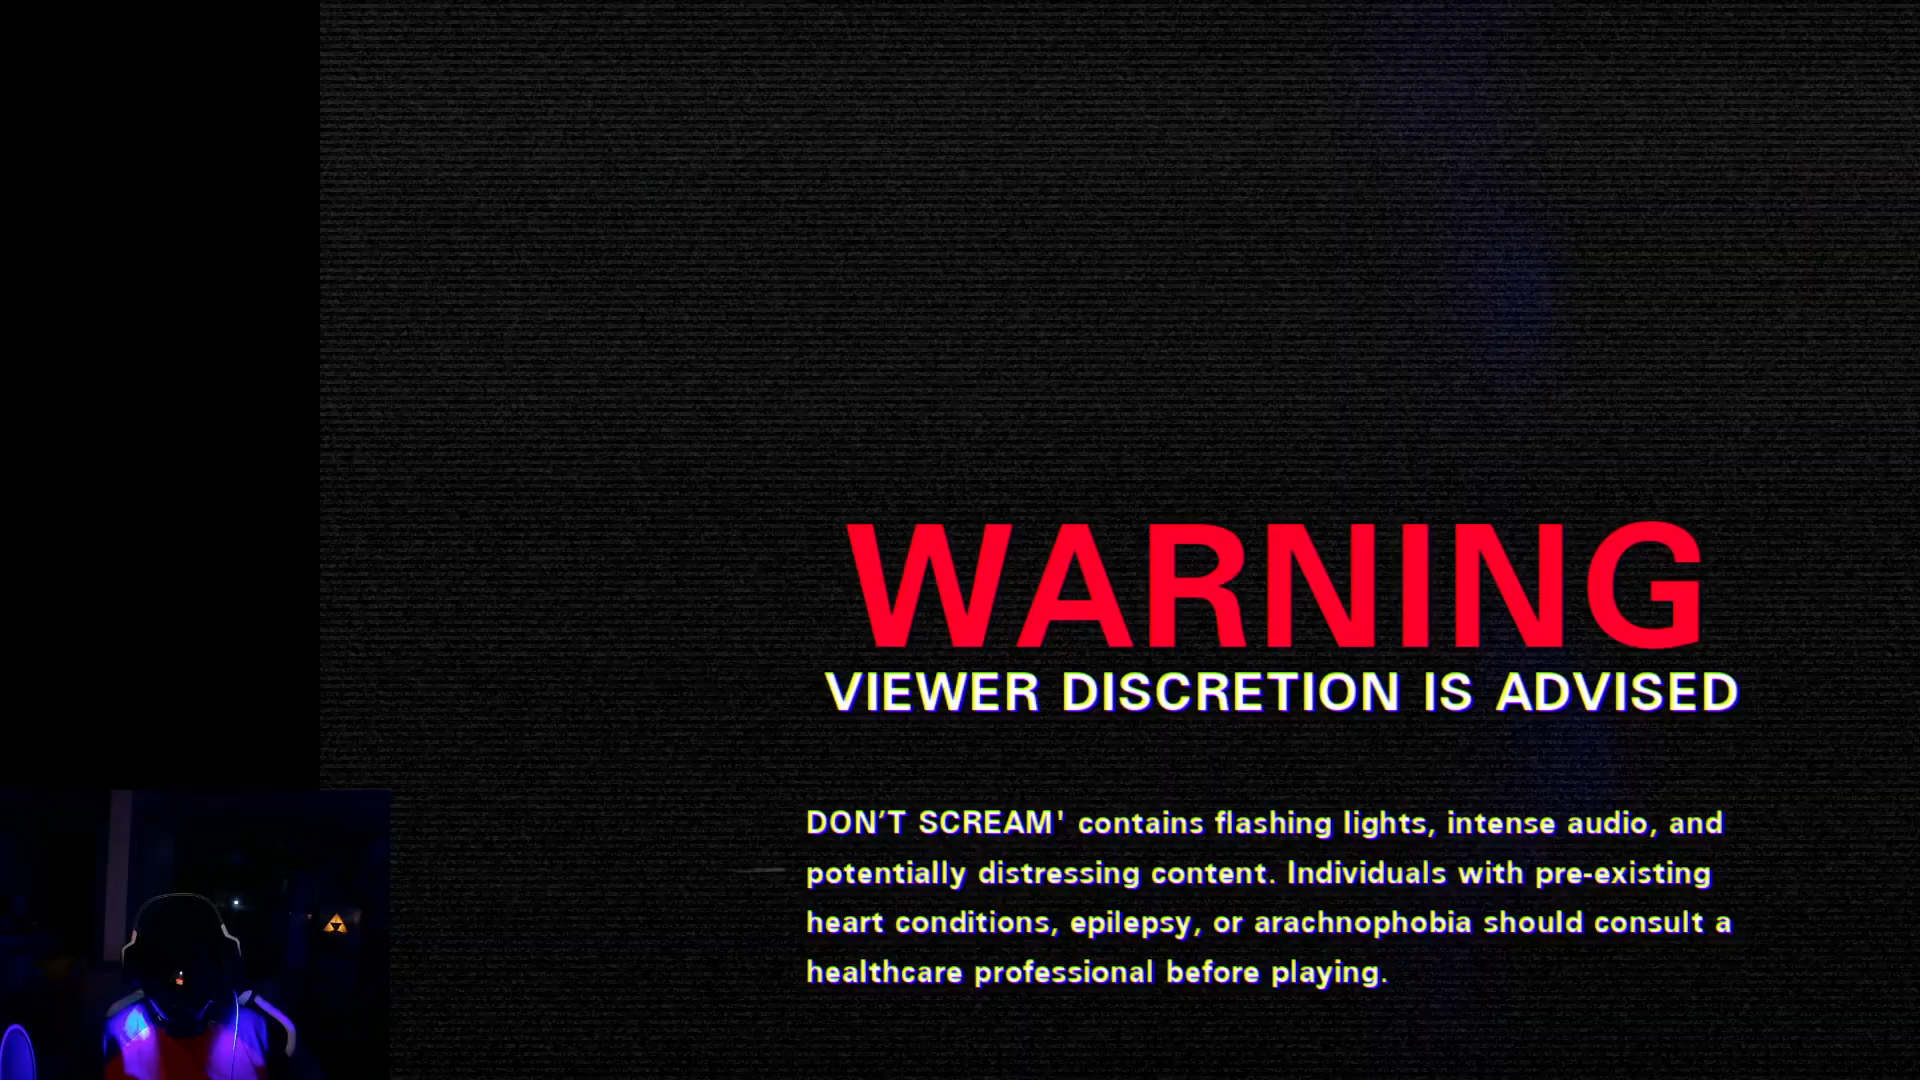 WARNING
VIEWER DISCRETION IS ADVISED
DON’T SCREAM' contains flashing lights, intense audio, and
potentially distressing content. Individuals with pre-existing
heart conditions, epilepsy, or arachnophobia should consult a
healthcare professional before playing.